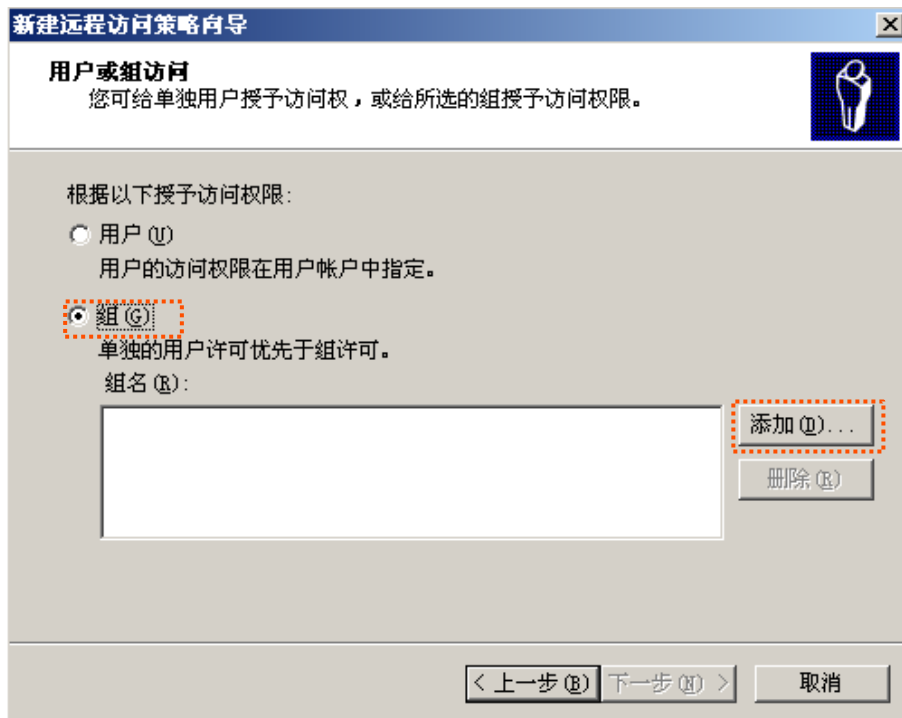 新建远程访问策略向导
用户或组访问
您可给单独用户授予访问权，或给所选的组授予访问权限。
根据以下授予访问权限:
用户(U)
用户的访问权限在用户帐户中指定。
组(G)
单独的用户许可优先于组许可。
组名(R):
添加(D)...
删除(R)
< 上一步(B) 下一步(N) > 取消